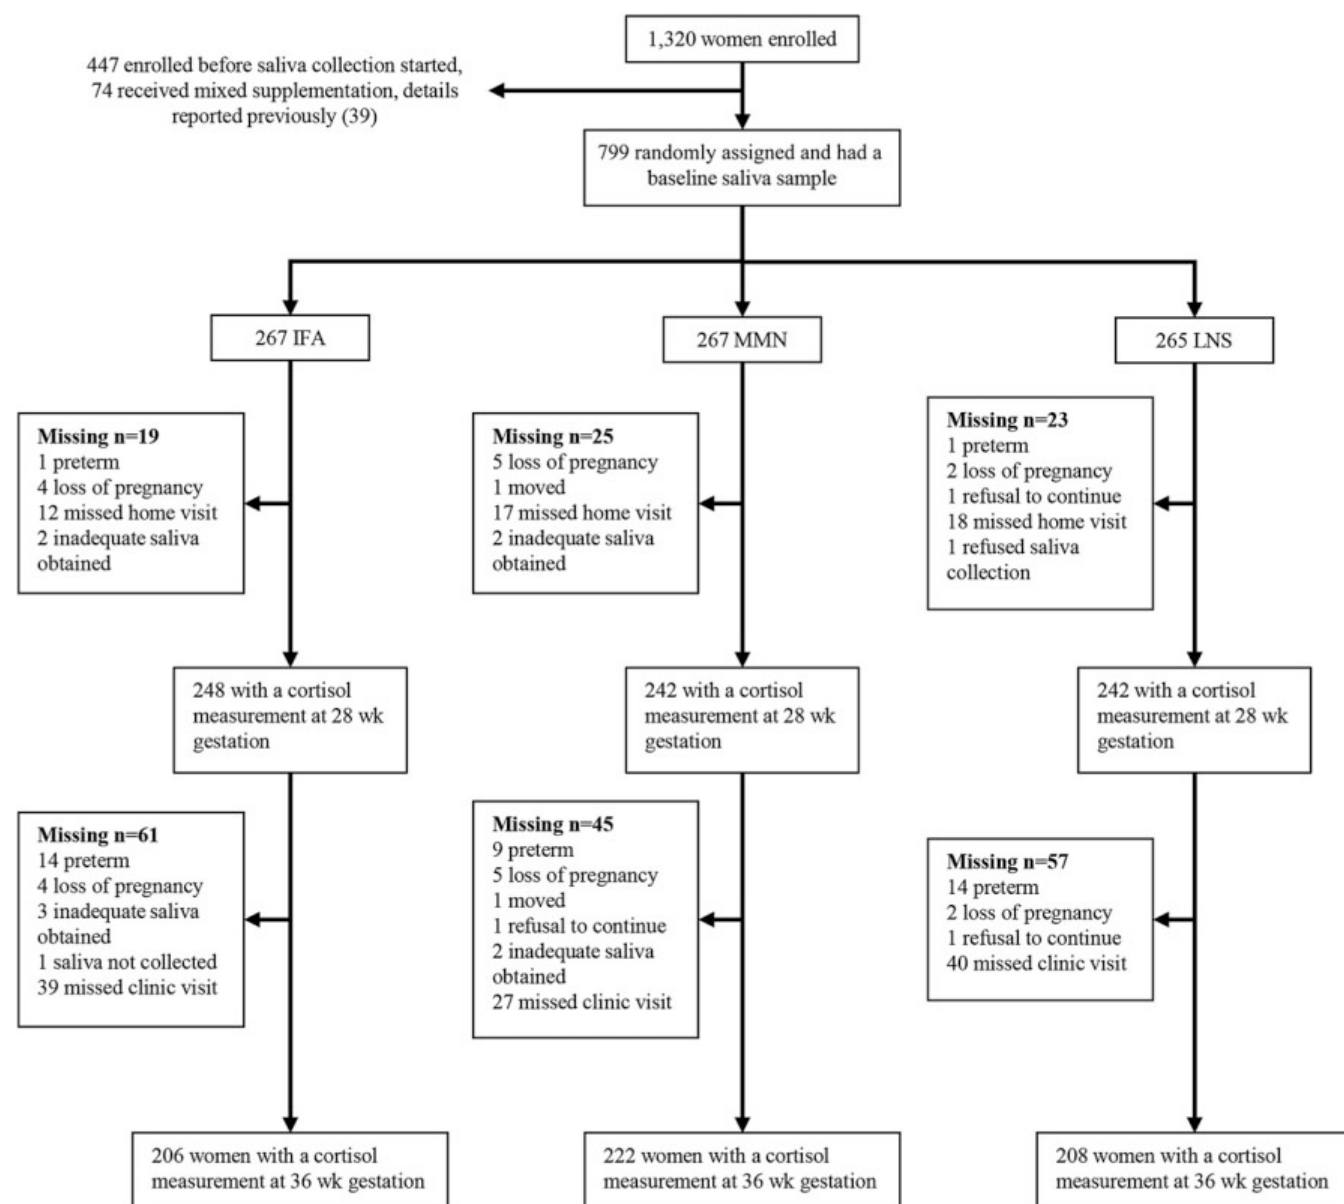 1,320 women enrolled
447 enrolled before saliva collection started,
74 received mixed supplementation, details
reported previously (39)
799 randomly assigned and had a
baseline saliva sample
267 IFA
267 MMN
265 LNS
Missing n=19
1 preterm
4 loss of pregnancy
12 missed home visit
2 inadequate saliva
obtained
Missing n=25
5 loss of pregnancy
1 moved
17 missed home visit
2 inadequate saliva
obtained
Missing n=23
1 preterm
2 loss of pregnancy
1 refusal to continue
18 missed home visit
1 refused saliva
collection
248 with a cortisol
measurement at 28 wk
gestation
242 with a cortisol
measurement at 28 wk
gestation
242 with a cortisol
measurement at 28 wk
gestation
Missing n=61
14 preterm
4 loss of pregnancy
3 inadequate saliva
obtained
1 saliva not collected
39 missed clinic visit
Missing n=45
9 preterm
5 loss of pregnancy
1 moved
1 refusal to continue
2 inadequate saliva
obtained
27 missed clinic visit
Missing n=57
14 preterm
2 loss of pregnancy
1 refusal to continue
40 missed clinic visit
206 women with a cortisol
measurement at 36 wk gestation
222 women with a cortisol
measurement at 36 wk gestation
208 women with a cortisol
measurement at 36 wk gestation